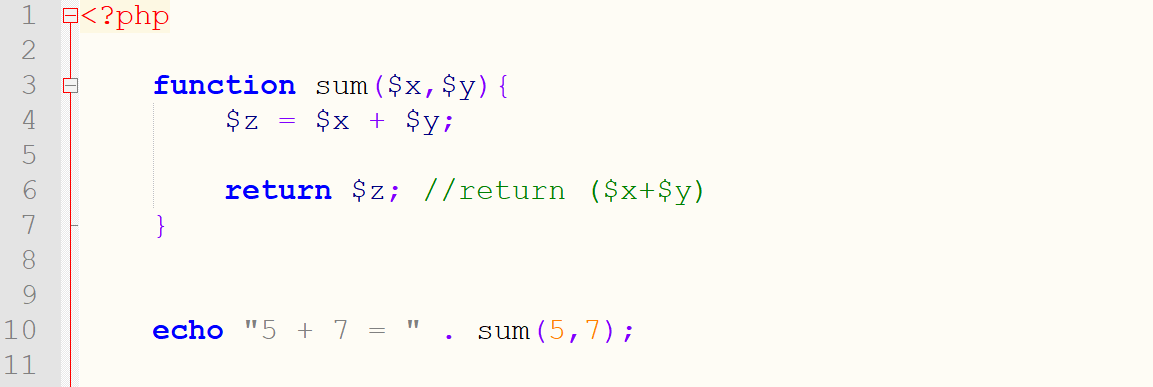 1 <?php
2
3 function sum($x,$y){
4 $z = $x + $y;
5
6 return $z; //return ($x+$y)
7 }
8
9
10 echo "5 + 7 = " . sum(5,7);
11